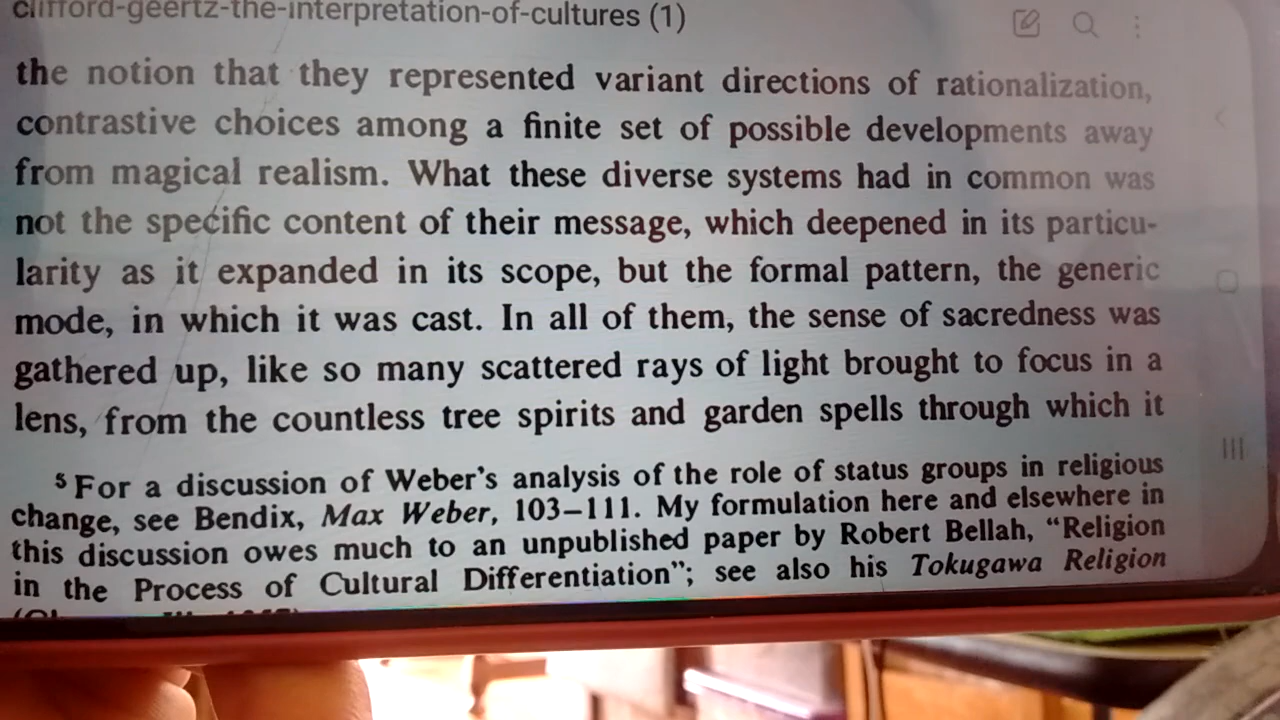 clifford-geertz-the-interpretation-of-cultures (1)
the notion that they represented variant directions of rationalization,
contrastive choices among a finite set of possible developments away
from magical realism. What these diverse systems had in common was
not the specific content of their message, which deepened in its particu-
larity as it expanded in its scope, but the formal pattern, the generic
mode, in which it was cast. In all of them, the sense of sacredness was
gathered up, like so many scattered rays of light brought to focus in a
lens, from the countless tree spirits and garden spells through which it
5 For a discussion of Weber's analysis of the role of status groups in religious
change, see Bendix, Max Weber, 103–111. My formulation here and elsewhere in
this discussion owes much to an unpublished paper by Robert Bellah, “Religion
in the Process of Cultural Differentiation”; see also his Tokugawa Religion